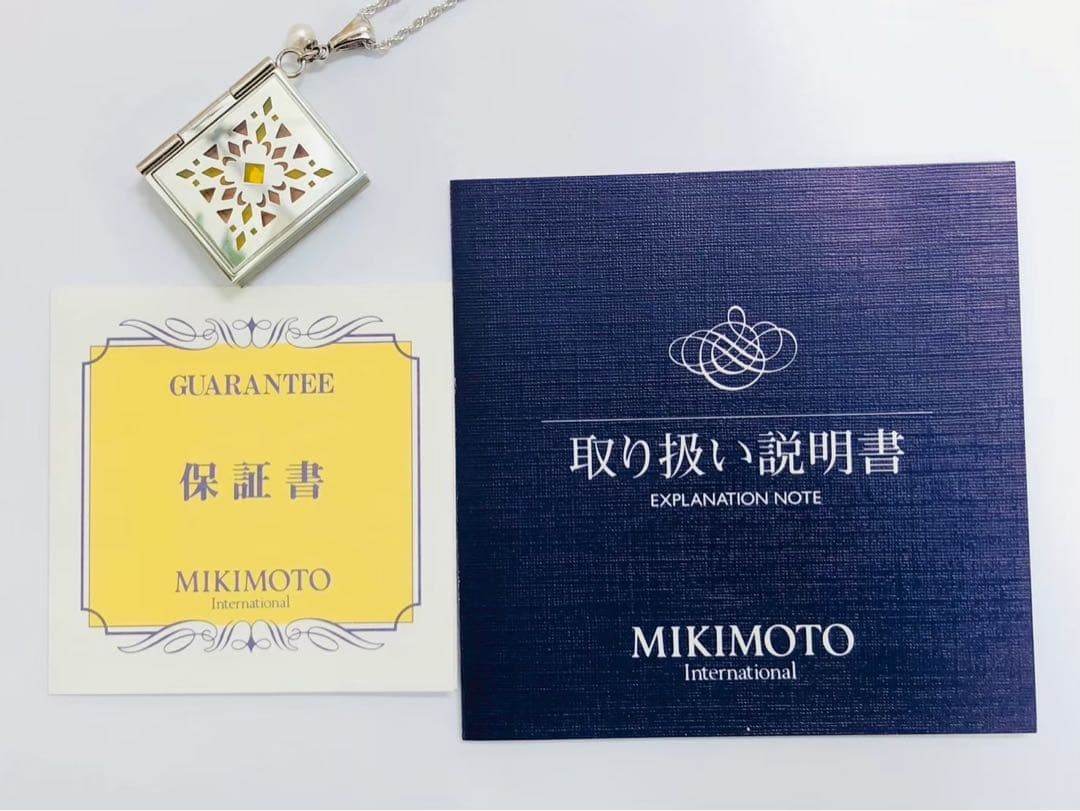 GUARANTEE
保証書
MIKIMOTO
International
取り扱い説明書
EXPLANATION NOTE
MIKIMOTO
International